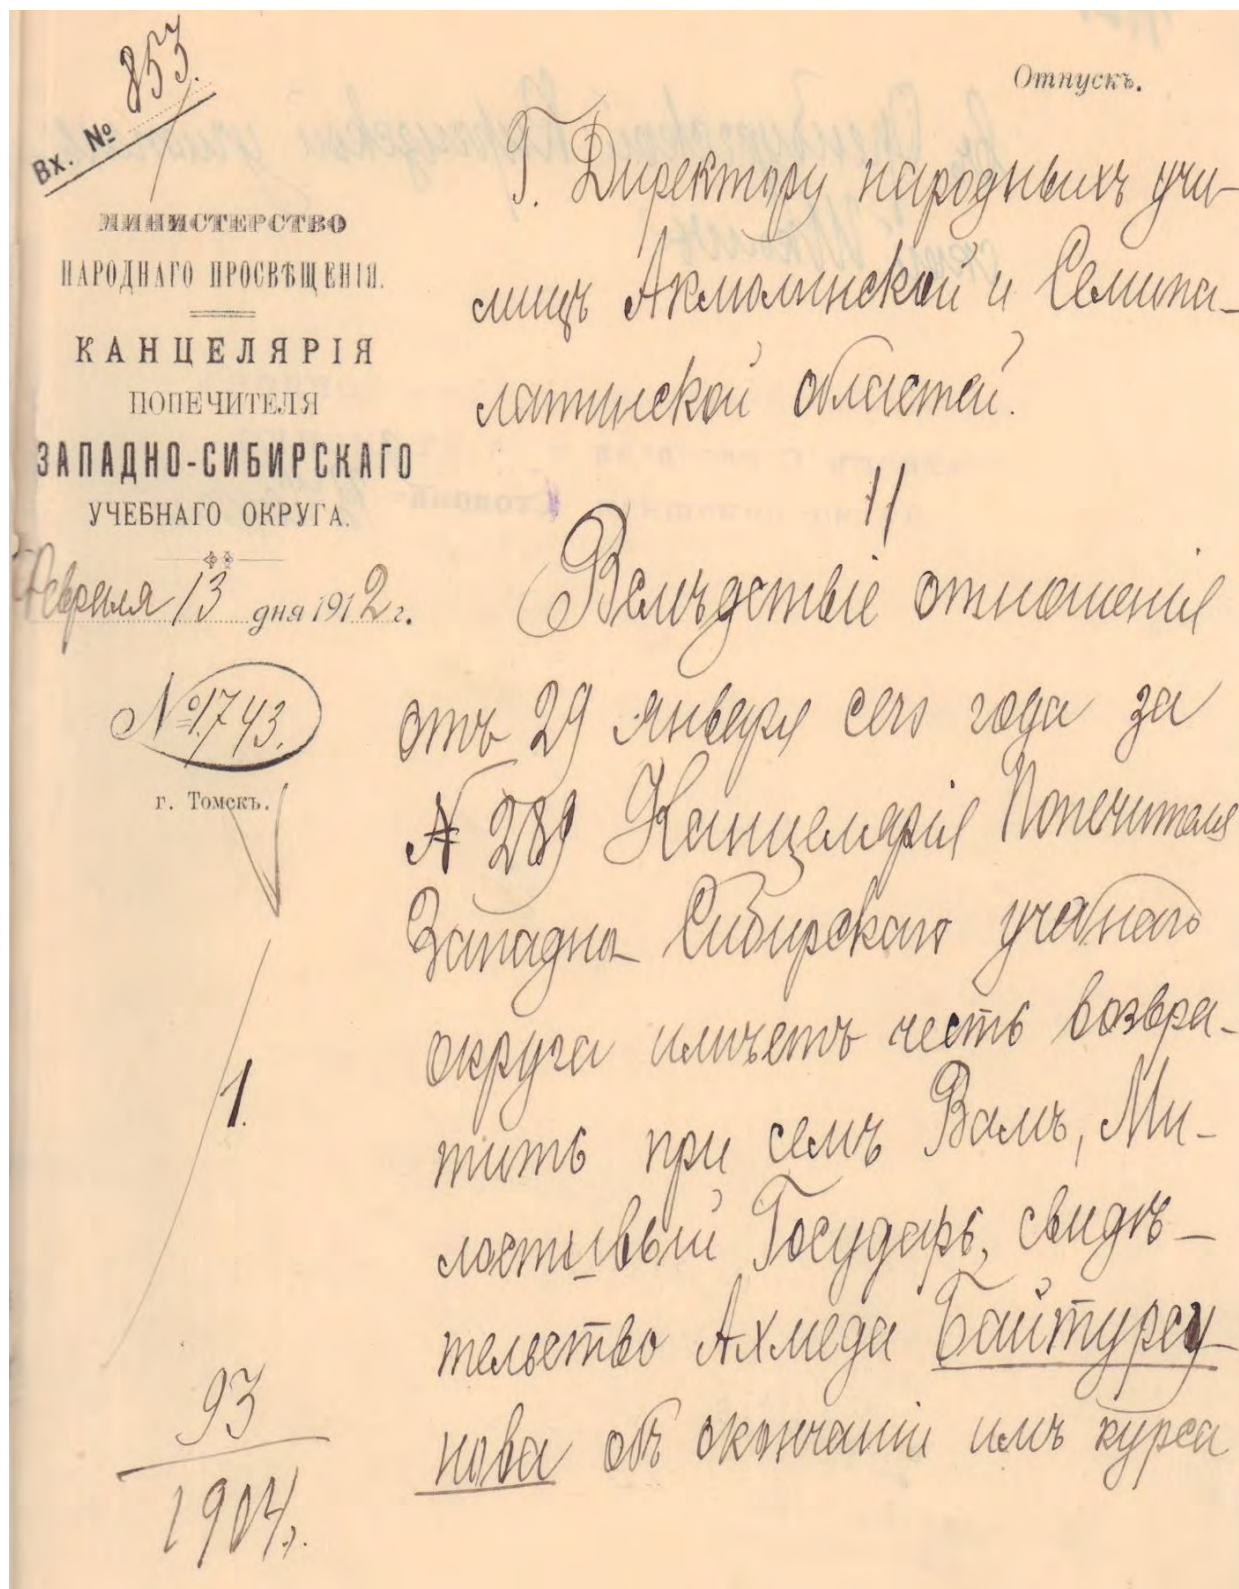 Вх. № 853.
Отпускъ.
МИНИСТЕРСТВО
НАРОДНАГО ПРОСВѢЩЕНІЯ.
КАНЦЕЛЯРІЯ
ПОПЕЧИТЕЛЯ
ЗАПАДНО-СИБИРСКАГО
УЧЕБНАГО ОКРУГА.
Февраля 13 дня 1912 г.
№ 1743.
г. Томскъ.
1.
93
1904 г.
Г. Директору народныхъ учи-
лищъ Акмолинской и Семипа-
латинской областей.
Вслѣдствіе отношенія
отъ 29 января сего года за
№ 289 Канцелярія Попечителя
Западно-Сибирскаго учебнаго
округа имѣетъ честь возвра-
тить при семъ Вамъ, Ми-
лостивый Государь, свидѣ-
тельство Ахмеда Байтурсу-
нова объ окончаніи имъ курса